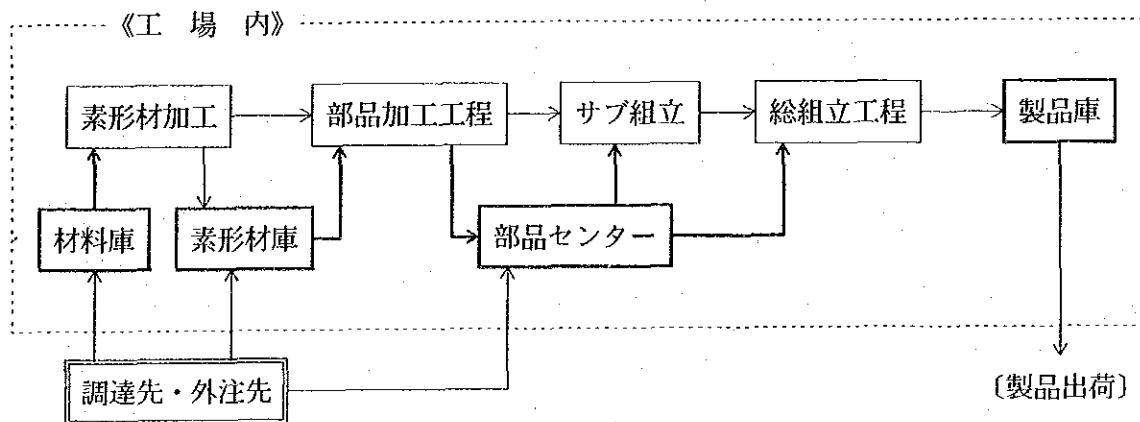 《工 場 内》
素形材加工
部品加工工程
サブ組立
総組立工程
製品庫
材料庫
素形材庫
部品センター
調達先・外注先
〔製品出荷〕